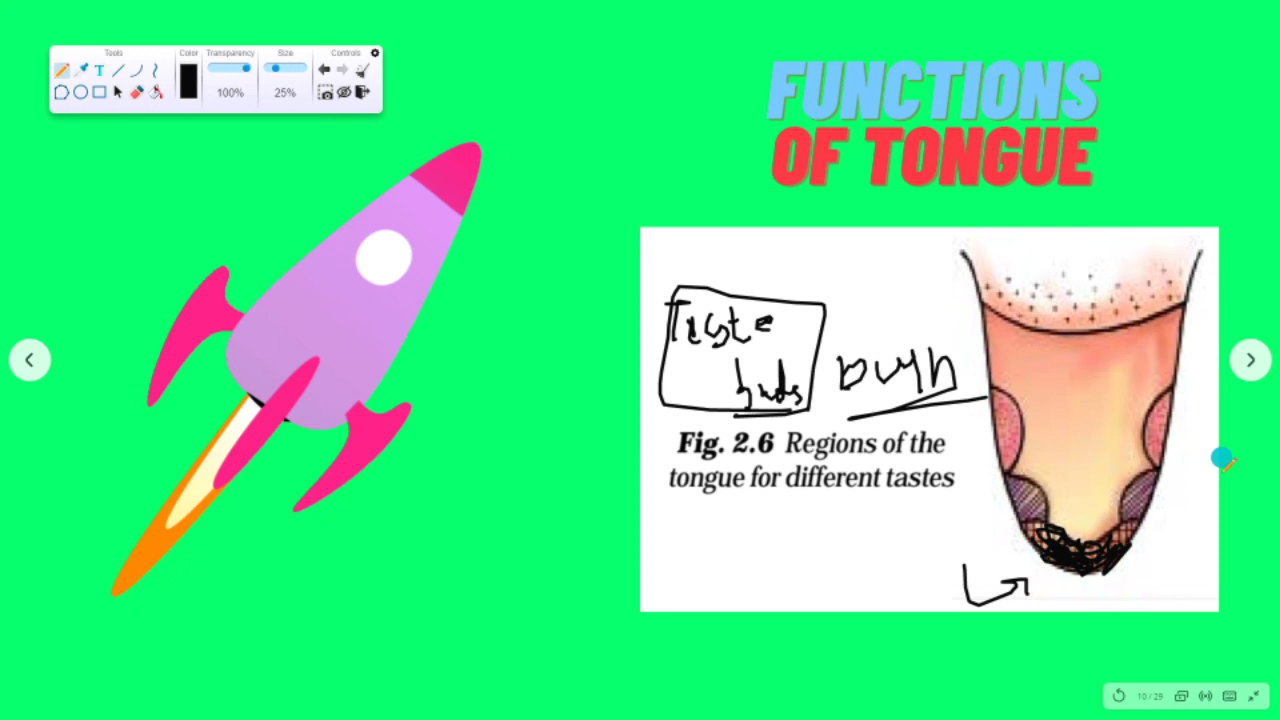 Tools
Color
Transparency
Size
Controls
100%
25%
FUNCTIONS
OF TONGUE
Taste
buds
burn
Fig. 2.6 Regions of the
tongue for different tastes
10 / 29